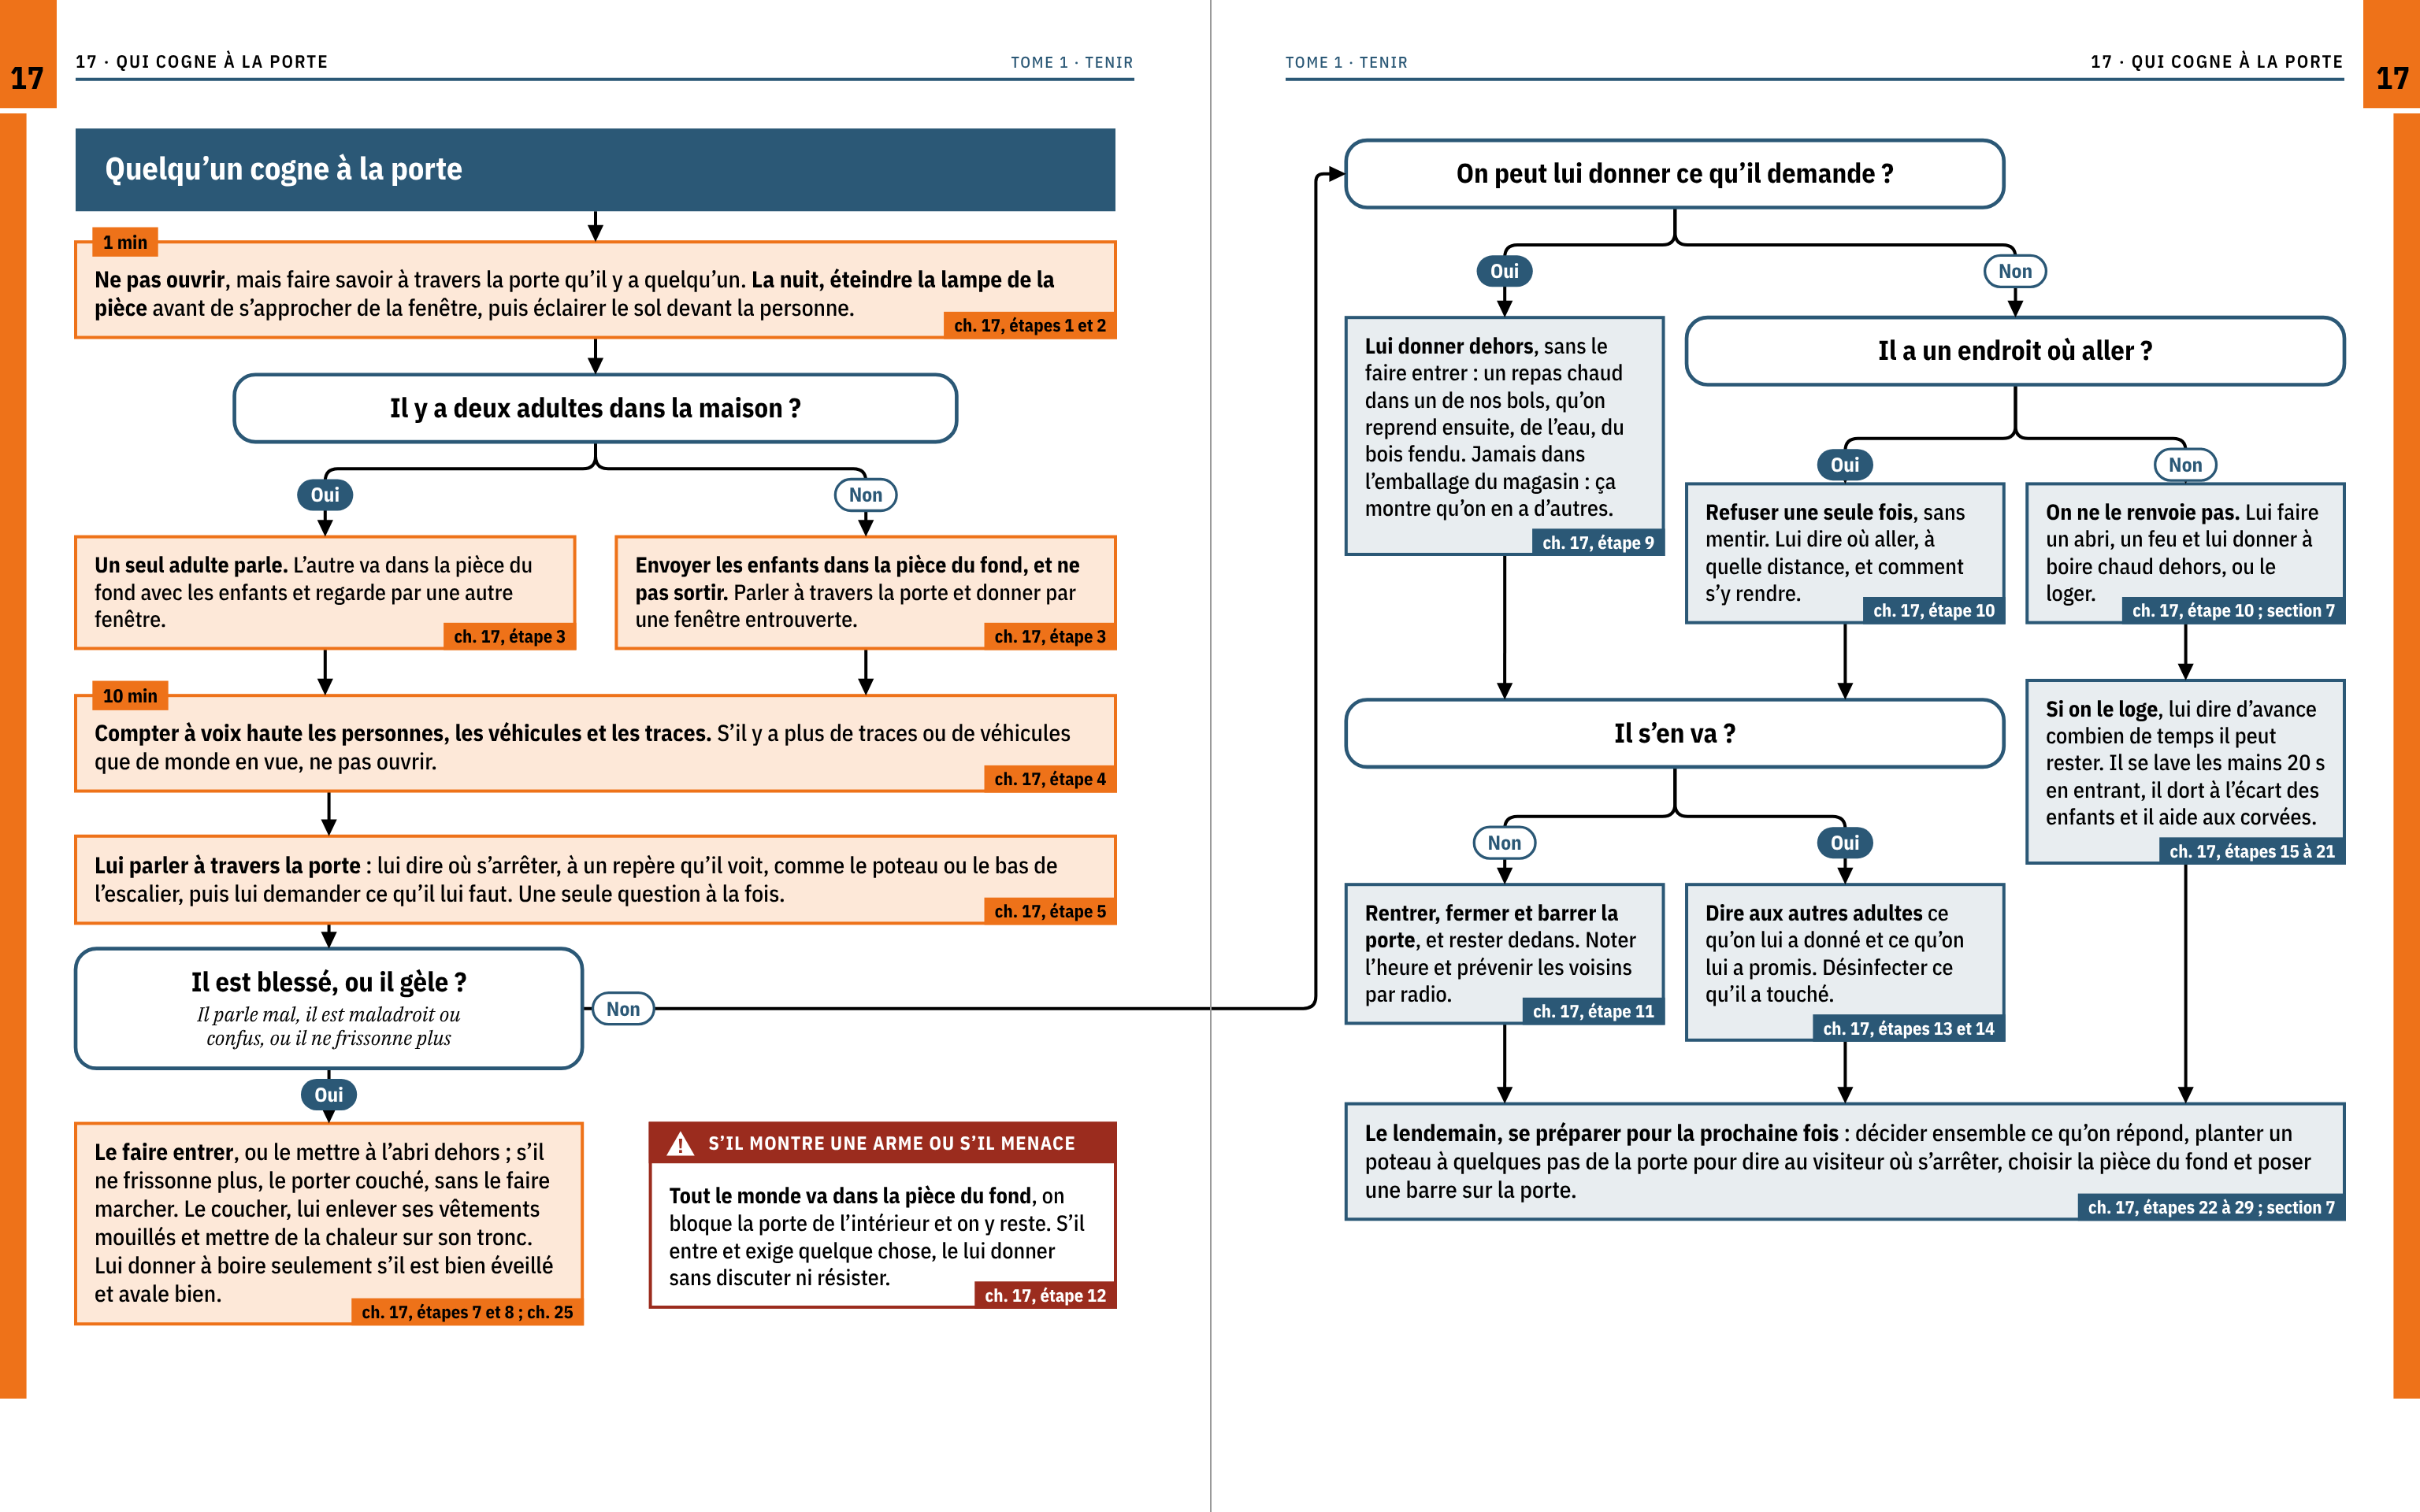 17
17 · QUI COGNE À LA PORTE
TOME 1 · TENIR
Quelqu’un cogne à la porte
1 min
Ne pas ouvrir, mais faire savoir à travers la porte qu’il y a quelqu’un. La nuit, éteindre la lampe de la
pièce avant de s’approcher de la fenêtre, puis éclairer le sol devant la personne.
ch. 17, étapes 1 et 2
Il y a deux adultes dans la maison ?
Oui
Non
Un seul adulte parle. L’autre va dans la pièce du
fond avec les enfants et regarde par une autre
fenêtre.
ch. 17, étape 3
Envoyer les enfants dans la pièce du fond, et ne
pas sortir. Parler à travers la porte et donner par
une fenêtre entrouverte.
ch. 17, étape 3
10 min
Compter à voix haute les personnes, les véhicules et les traces. S’il y a plus de traces ou de véhicules
que de monde en vue, ne pas ouvrir.
ch. 17, étape 4
Lui parler à travers la porte : lui dire où s’arrêter, à un repère qu’il voit, comme le poteau ou le bas de
l’escalier, puis lui demander ce qu’il lui faut. Une seule question à la fois.
ch. 17, étape 5
Il est blessé, ou il gèle ?
Il parle mal, il est maladroit ou
confus, ou il ne frissonne plus
Non
Oui
Le faire entrer, ou le mettre à l’abri dehors ; s’il
ne frissonne plus, le porter couché, sans le faire
marcher. Le coucher, lui enlever ses vêtements
mouillés et mettre de la chaleur sur son tronc.
Lui donner à boire seulement s’il est bien éveillé
et avale bien.
ch. 17, étapes 7 et 8 ; ch. 25
S’IL MONTRE UNE ARME OU S’IL MENACE
Tout le monde va dans la pièce du fond, on
bloque la porte de l’intérieur et on y reste. S’il
entre et exige quelque chose, le lui donner
sans discuter ni résister.
ch. 17, étape 12
TOME 1 · TENIR
17 · QUI COGNE À LA PORTE
17
On peut lui donner ce qu’il demande ?
Oui
Non
Lui donner dehors, sans le
faire entrer : un repas chaud
dans un de nos bols, qu’on
reprend ensuite, de l’eau, du
bois fendu. Jamais dans
l’emballage du magasin : ça
montre qu’on en a d’autres.
ch. 17, étape 9
Il a un endroit où aller ?
Oui
Non
Refuser une seule fois, sans
mentir. Lui dire où aller, à
quelle distance, et comment
s’y rendre.
ch. 17, étape 10
On ne le renvoie pas. Lui faire
un abri, un feu et lui donner à
boire chaud dehors, ou le
loger.
ch. 17, étape 10 ; section 7
Si on le loge, lui dire d’avance
combien de temps il peut
rester. Il se lave les mains 20 s
en entrant, il dort à l’écart des
enfants et il aide aux corvées.
ch. 17, étapes 15 à 21
Il s’en va ?
Non
Oui
Rentrer, fermer et barrer la
porte, et rester dedans. Noter
l’heure et prévenir les voisins
par radio.
ch. 17, étape 11
Dire aux autres adultes ce
qu’on lui a donné et ce qu’on
lui a promis. Désinfecter ce
qu’il a touché.
ch. 17, étapes 13 et 14
Le lendemain, se préparer pour la prochaine fois : décider ensemble ce qu’on répond, planter un
poteau à quelques pas de la porte pour dire au visiteur où s’arrêter, choisir la pièce du fond et poser
une barre sur la porte.
ch. 17, étapes 22 à 29 ; section 7